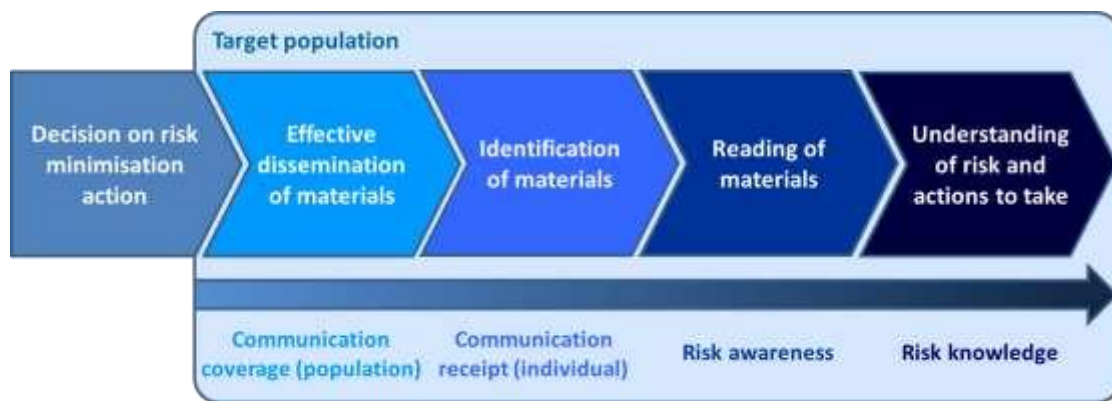 Target population
Decision on risk
minimisation
action
Effective
dissemination
of materials
Identification
of materials
Reading of
materials
Understanding
of risk and
actions to take
Communication
coverage (population)
Communication
receipt (individual)
Risk awareness
Risk knowledge